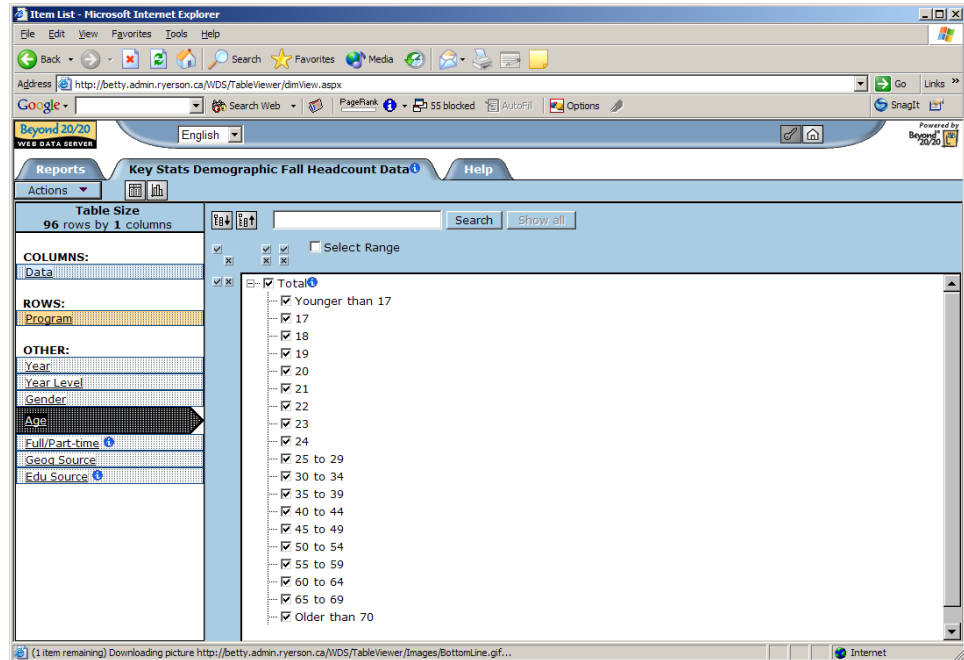 Item List - Microsoft Internet Explorer
File Edit View Favorites Tools Help
Back Search Favorites Media
Address http://betty.admin.ryerson.ca/WDS/TableViewer/dimView.aspx Go Links »
Google Search Web PageRank 55 blocked AutoFill Options SnagIt
Beyond 20/20
WEB DATA SERVER
English
Powered by
Beyond 20/20
Reports Key Stats Demographic Fall Headcount Data Help
Actions
Table Size
96 rows by 1 columns
Search Show all
Select Range
COLUMNS:
Data
ROWS:
Program
OTHER:
Year
Year Level
Gender
Age
Full/Part-time
Geog Source
Edu Source
Total
Younger than 17
17
18
19
20
21
22
23
24
25 to 29
30 to 34
35 to 39
40 to 44
45 to 49
50 to 54
55 to 59
60 to 64
65 to 69
Older than 70
(1 item remaining) Downloading picture http://betty.admin.ryerson.ca/WDS/TableViewer/Images/BottomLine.gif... Internet